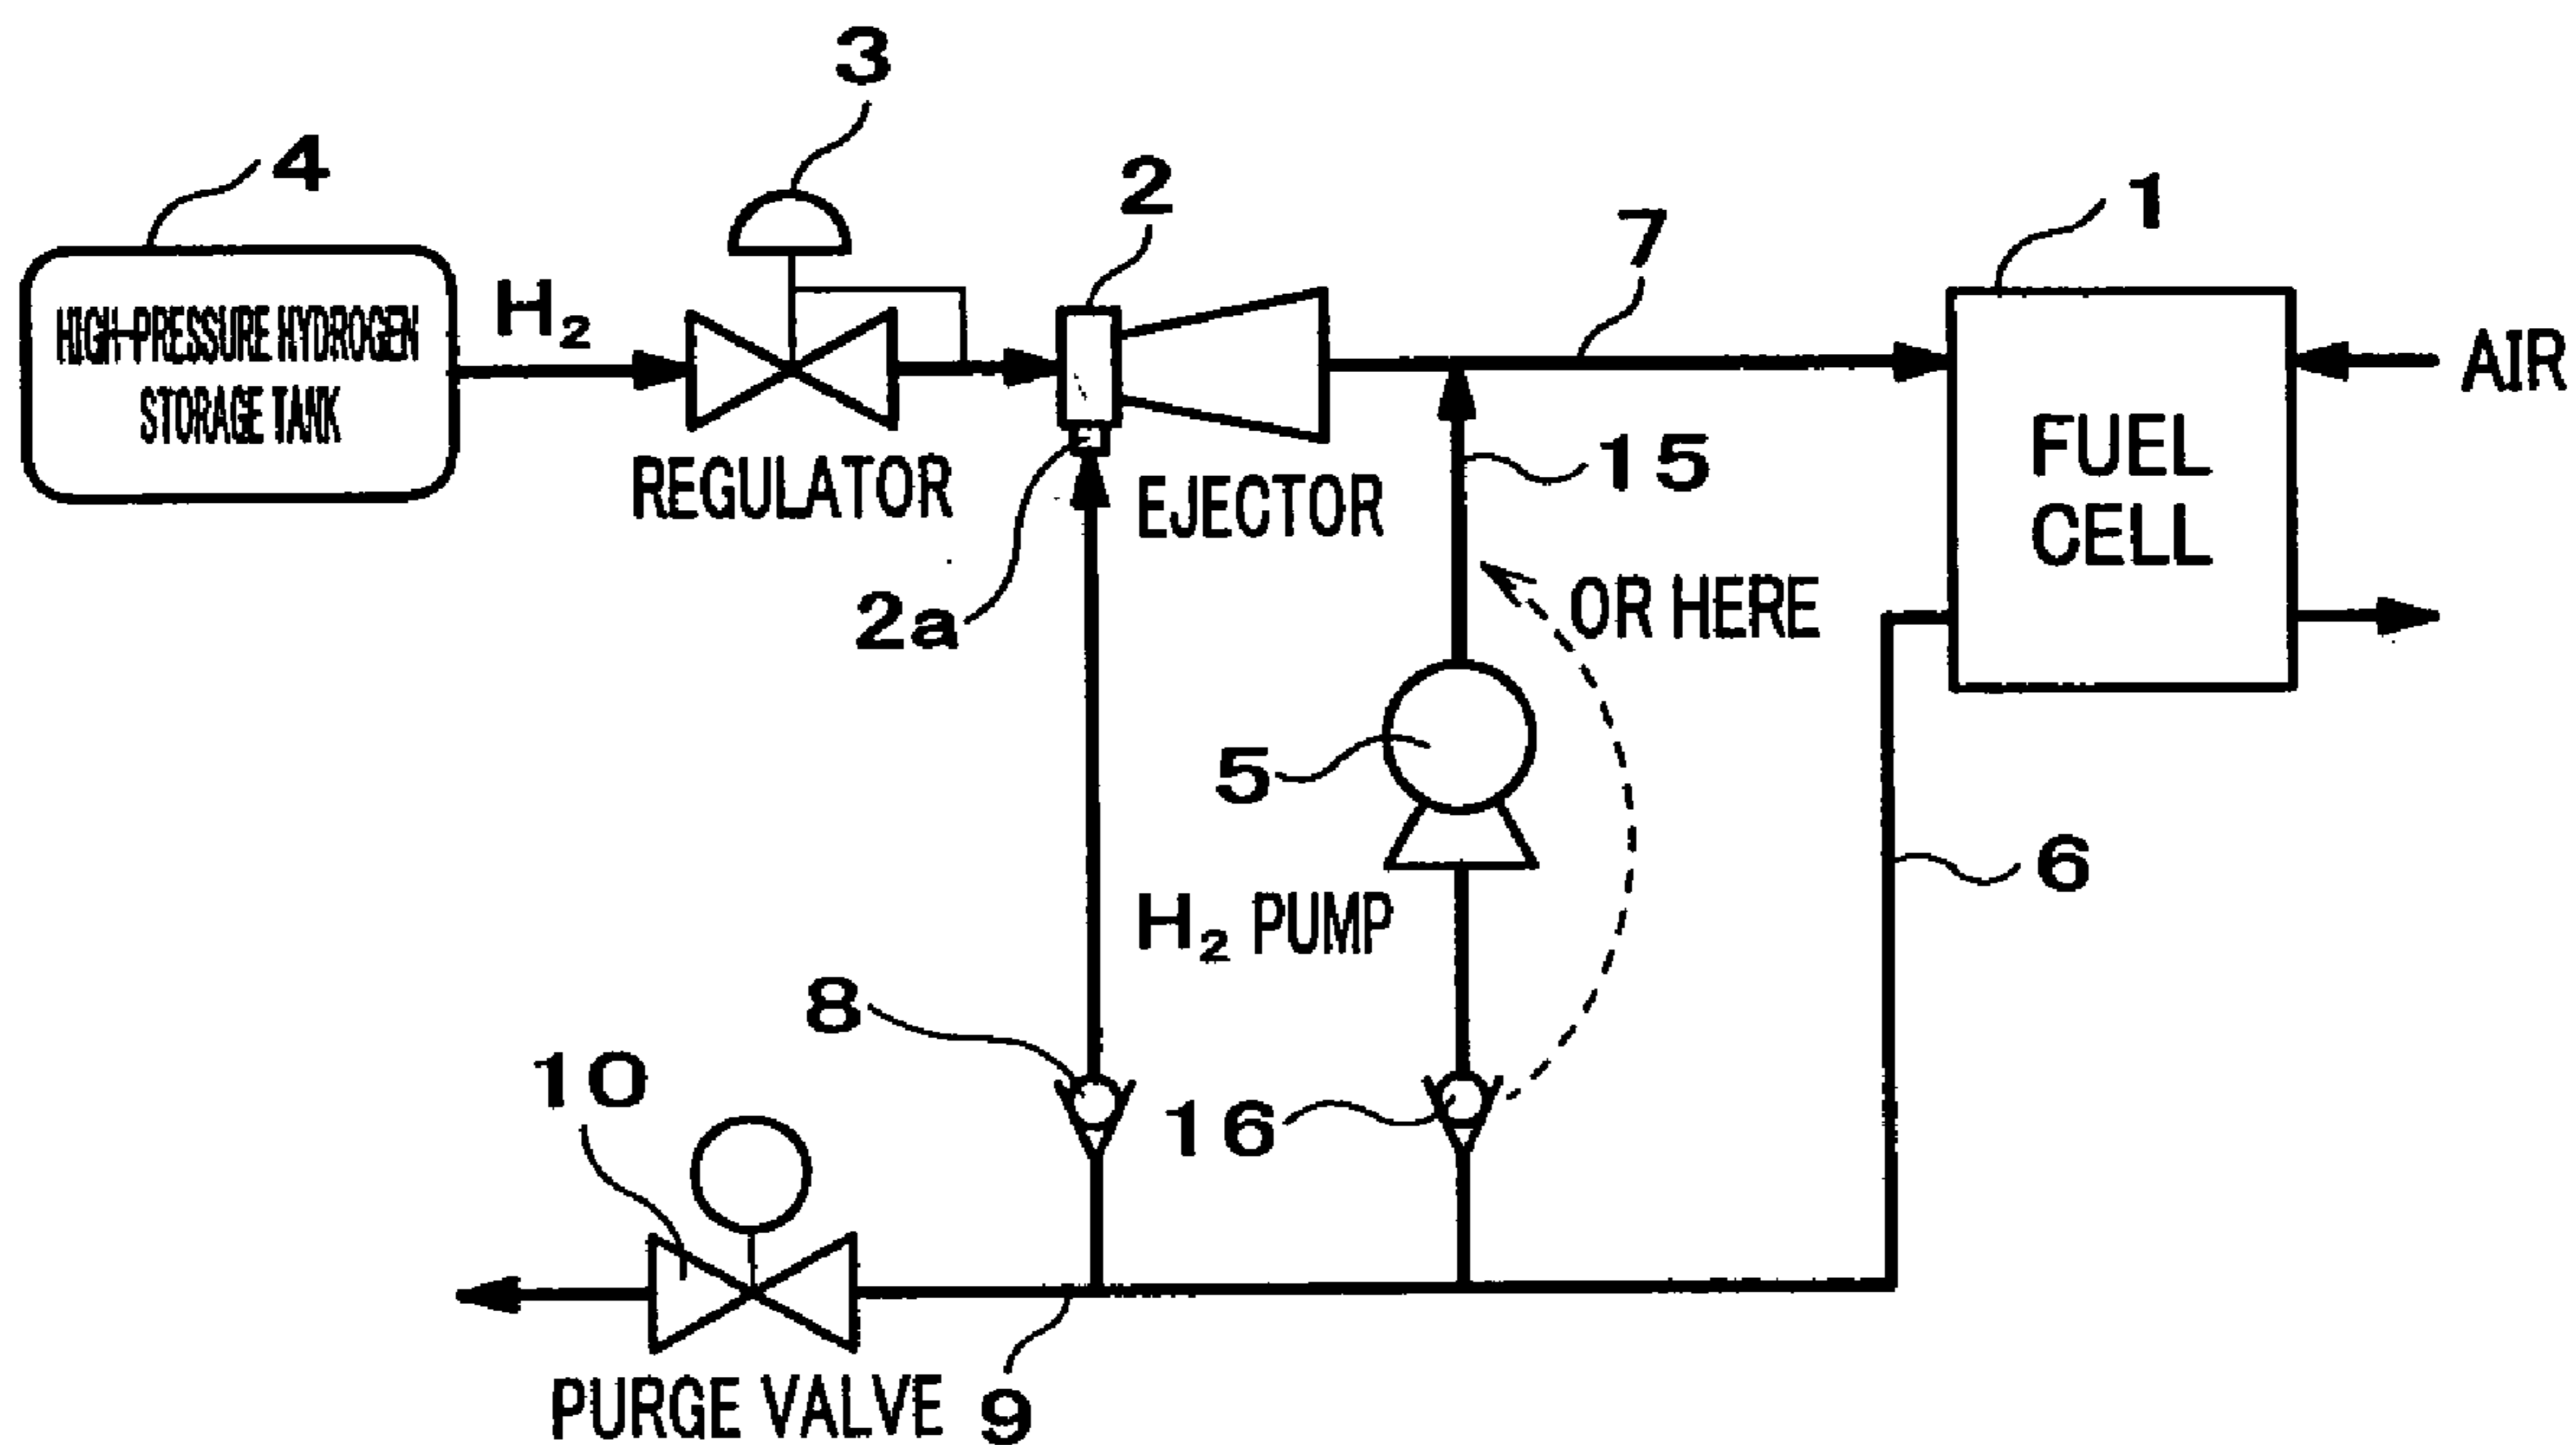 3
4
2
1
7
H₂
HIGH-PRESSURE HYDROGEN
STORAGE TANK
AIR
FUEL
CELL
REGULATOR
EJECTOR
15
2a
OR HERE
5
6
H₂ PUMP
8
10
16
PURGE VALVE
9